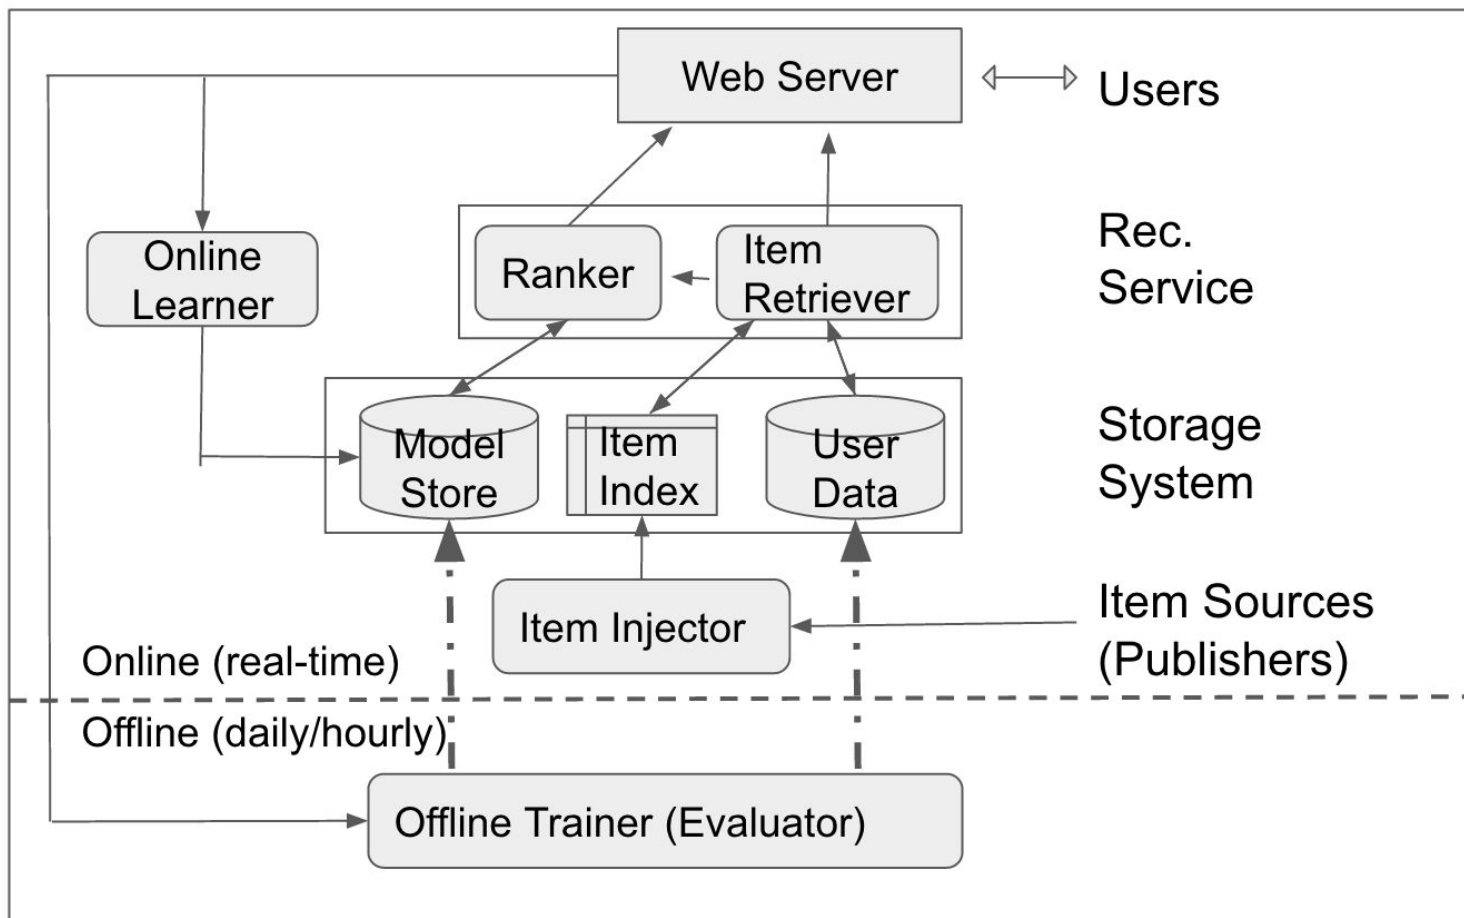 Web Server
Users
Online
Learner
Ranker
Item
Retriever
Rec.
Service
Model
Store
Item
Index
User
Data
Storage
System
Item Injector
Item Sources
(Publishers)
Online (real-time)
Offline (daily/hourly)
Offline Trainer (Evaluator)